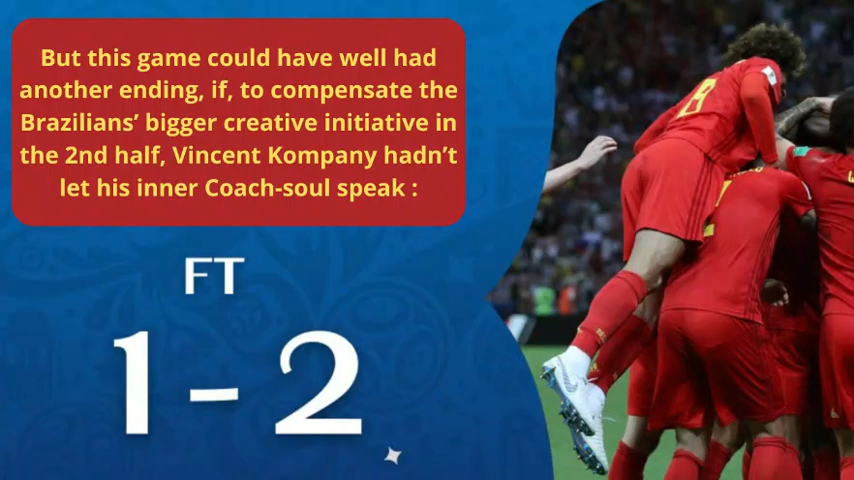 But this game could have well had
another ending, if, to compensate the
Brazilians’ bigger creative initiative in
the 2nd half, Vincent Kompany hadn’t
let his inner Coach-soul speak :
FT
1 - 2
8